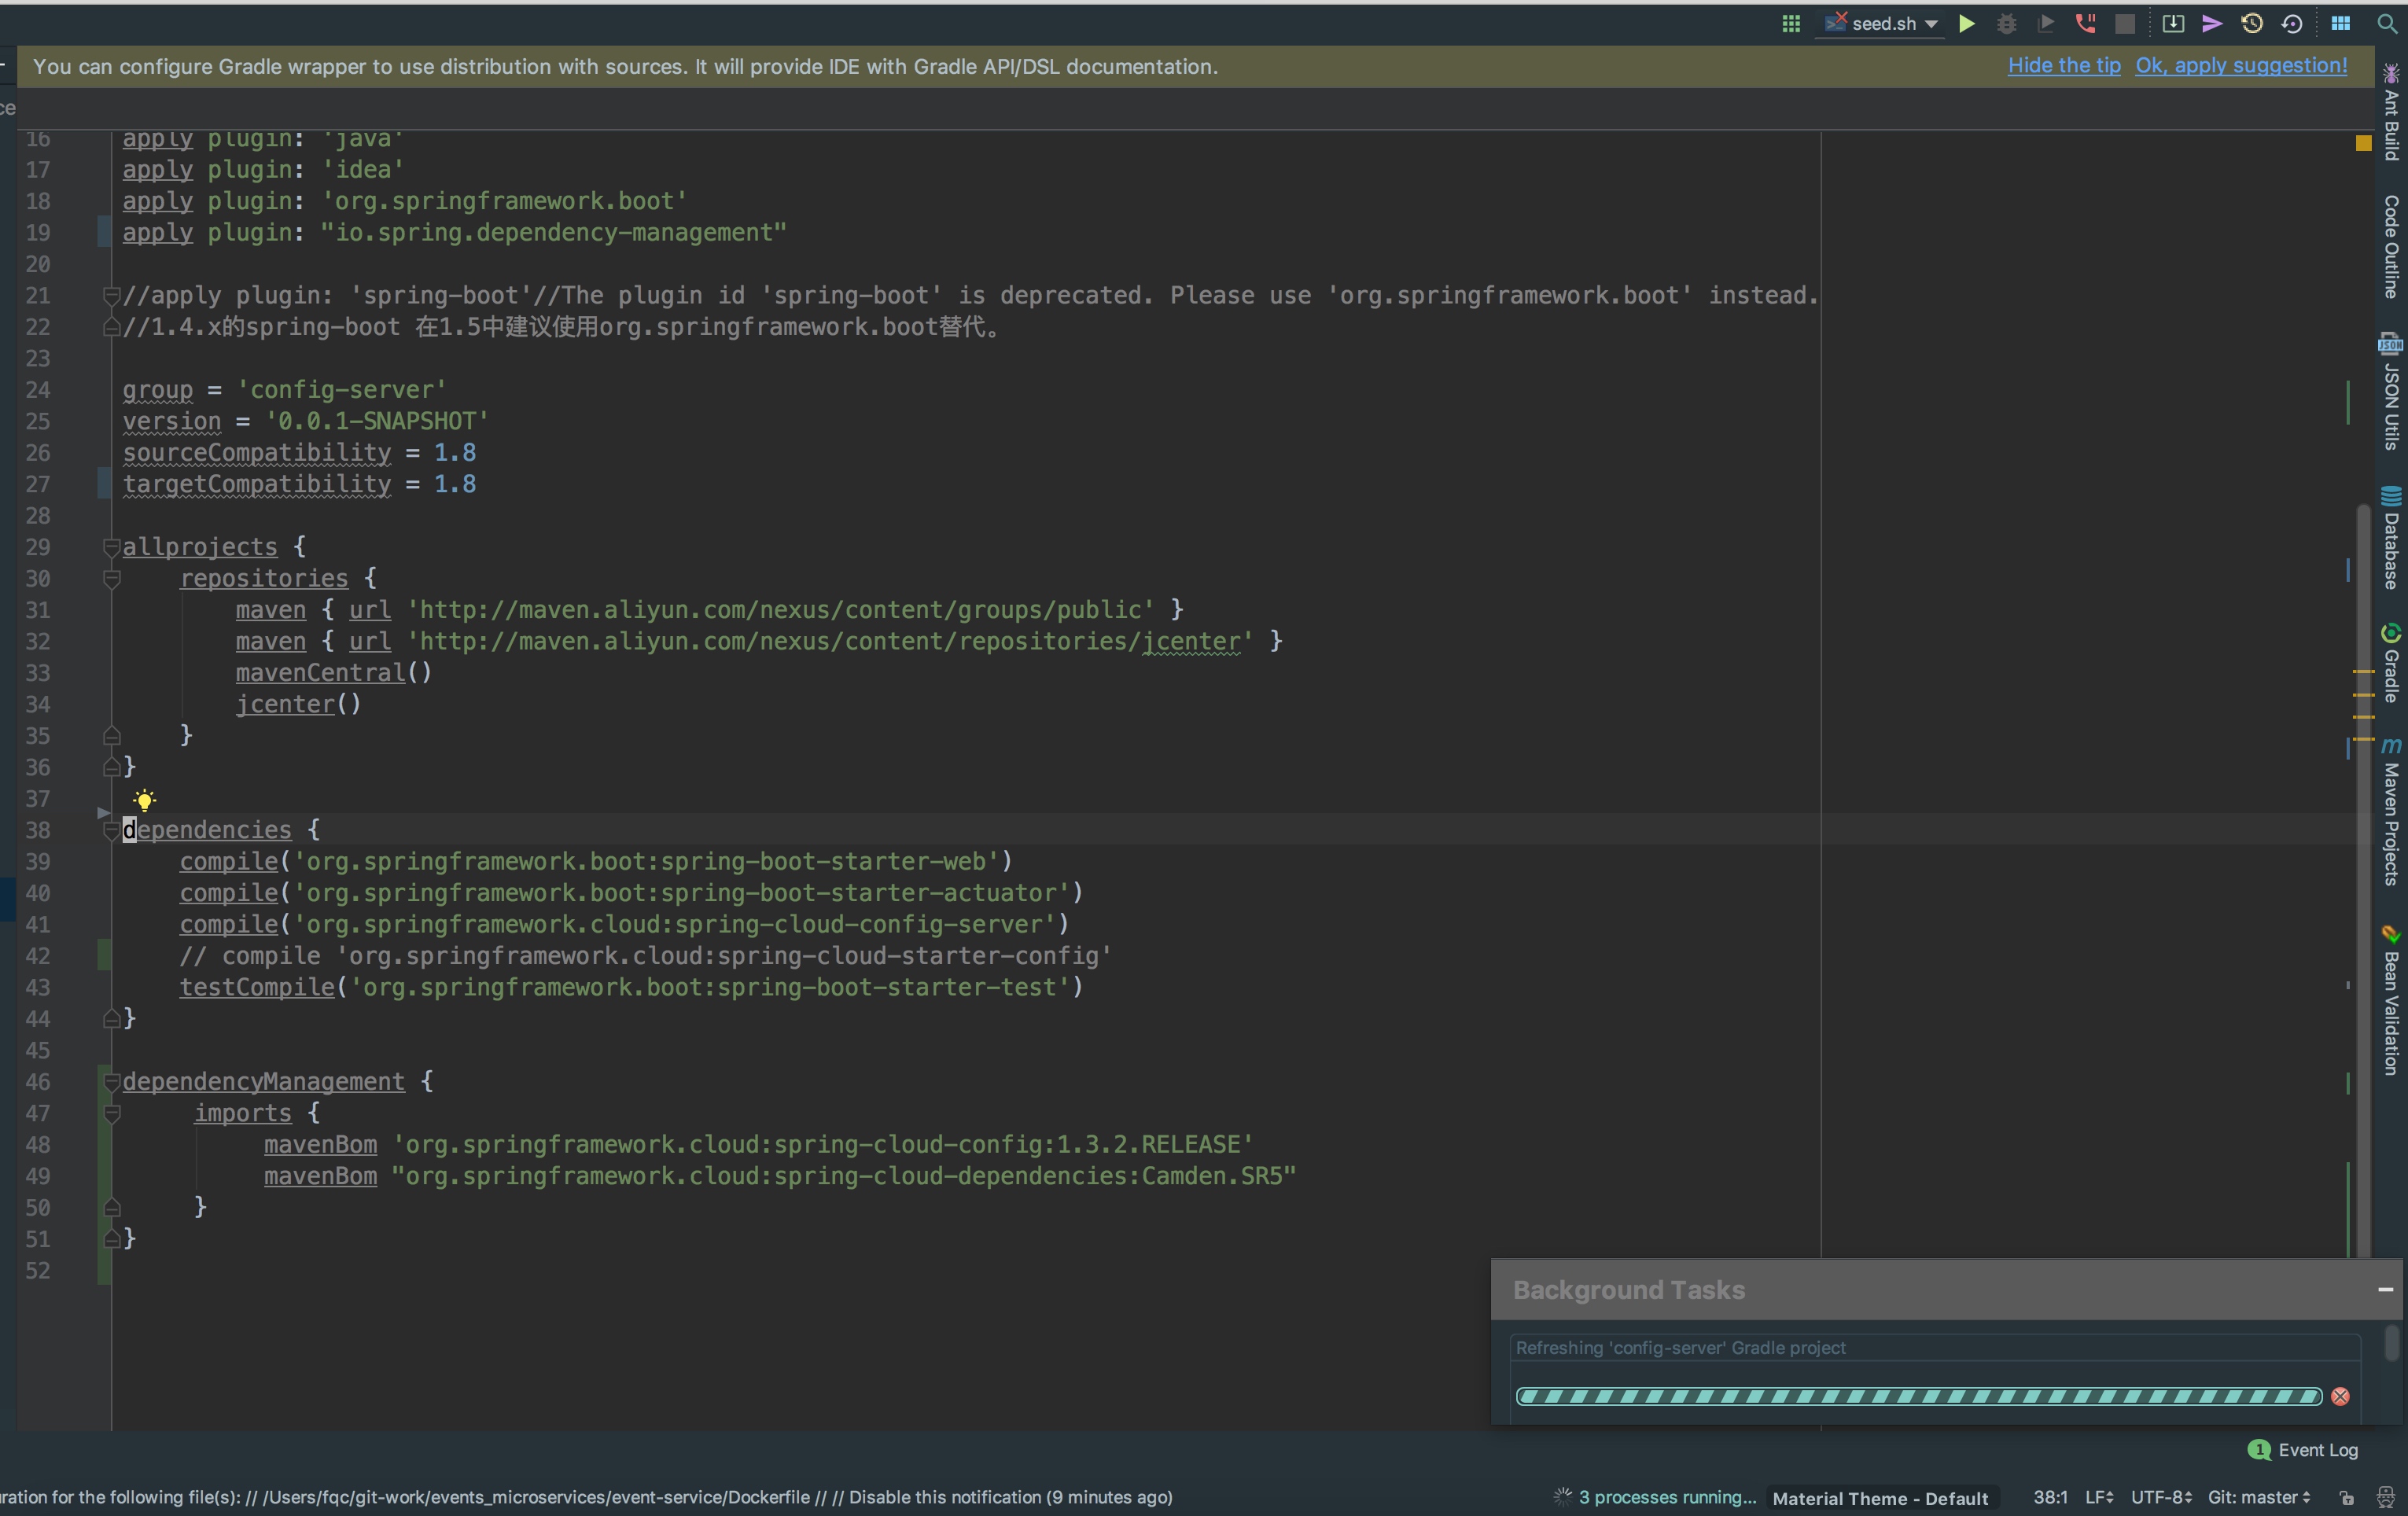 seed.sh
You can configure Gradle wrapper to use distribution with sources. It will provide IDE with Gradle API/DSL documentation. Hide the tip Ok, apply suggestion!
ce
16 apply plugin: 'java'
17 apply plugin: 'idea'
18 apply plugin: 'org.springframework.boot'
19 apply plugin: "io.spring.dependency-management"
20
21 //apply plugin: 'spring-boot'//The plugin id 'spring-boot' is deprecated. Please use 'org.springframework.boot' instead.
22 //1.4.x的spring-boot 在1.5中建议使用org.springframework.boot替代。
23
24 group = 'config-server'
25 version = '0.0.1-SNAPSHOT'
26 sourceCompatibility = 1.8
27 targetCompatibility = 1.8
28
29 allprojects {
30 repositories {
31 maven { url 'http://maven.aliyun.com/nexus/content/groups/public' }
32 maven { url 'http://maven.aliyun.com/nexus/content/repositories/jcenter' }
33 mavenCentral()
34 jcenter()
35 }
36 }
37
38 dependencies {
39 compile('org.springframework.boot:spring-boot-starter-web')
40 compile('org.springframework.boot:spring-boot-starter-actuator')
41 compile('org.springframework.cloud:spring-cloud-config-server')
42 // compile 'org.springframework.cloud:spring-cloud-starter-config'
43 testCompile('org.springframework.boot:spring-boot-starter-test')
44 }
45
46 dependencyManagement {
47 imports {
48 mavenBom 'org.springframework.cloud:spring-cloud-config:1.3.2.RELEASE'
49 mavenBom "org.springframework.cloud:spring-cloud-dependencies:Camden.SR5"
50 }
51 }
52
Ant Build
Code Outline
JSON
JSON Utils
Database
Gradle
m Maven Projects
Bean Validation
Background Tasks
Refreshing 'config-server' Gradle project
1 Event Log
ration for the following file(s): // /Users/fqc/git-work/events_microservices/event-service/Dockerfile // // Disable this notification (9 minutes ago) 3 processes running... Material Theme - Default 38:1 LF UTF-8 Git: master